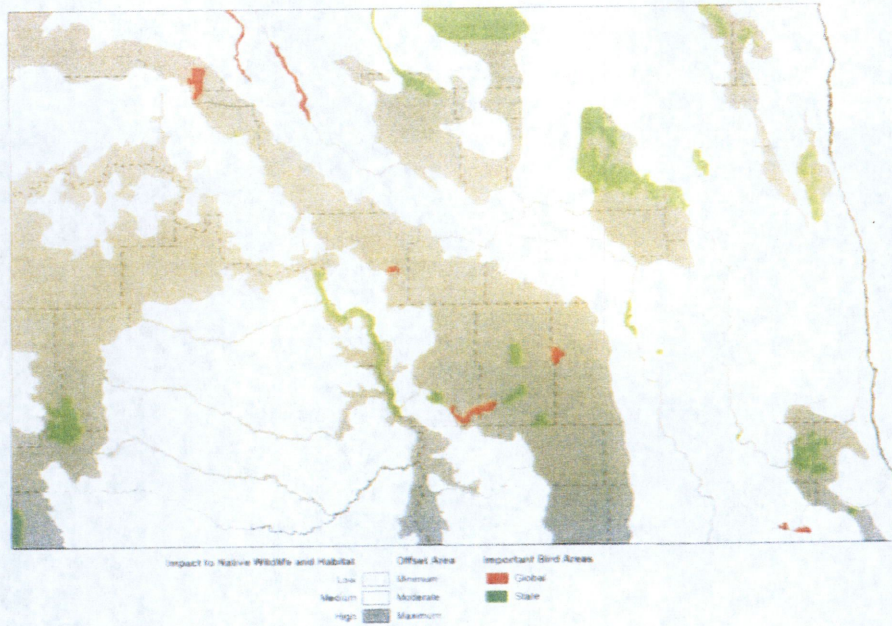 Impact to Native Wildlife and Habitat
Offset Area
Important Bird Areas
Low
Minimum
Global
Medium
Moderate
State
High
Maximum